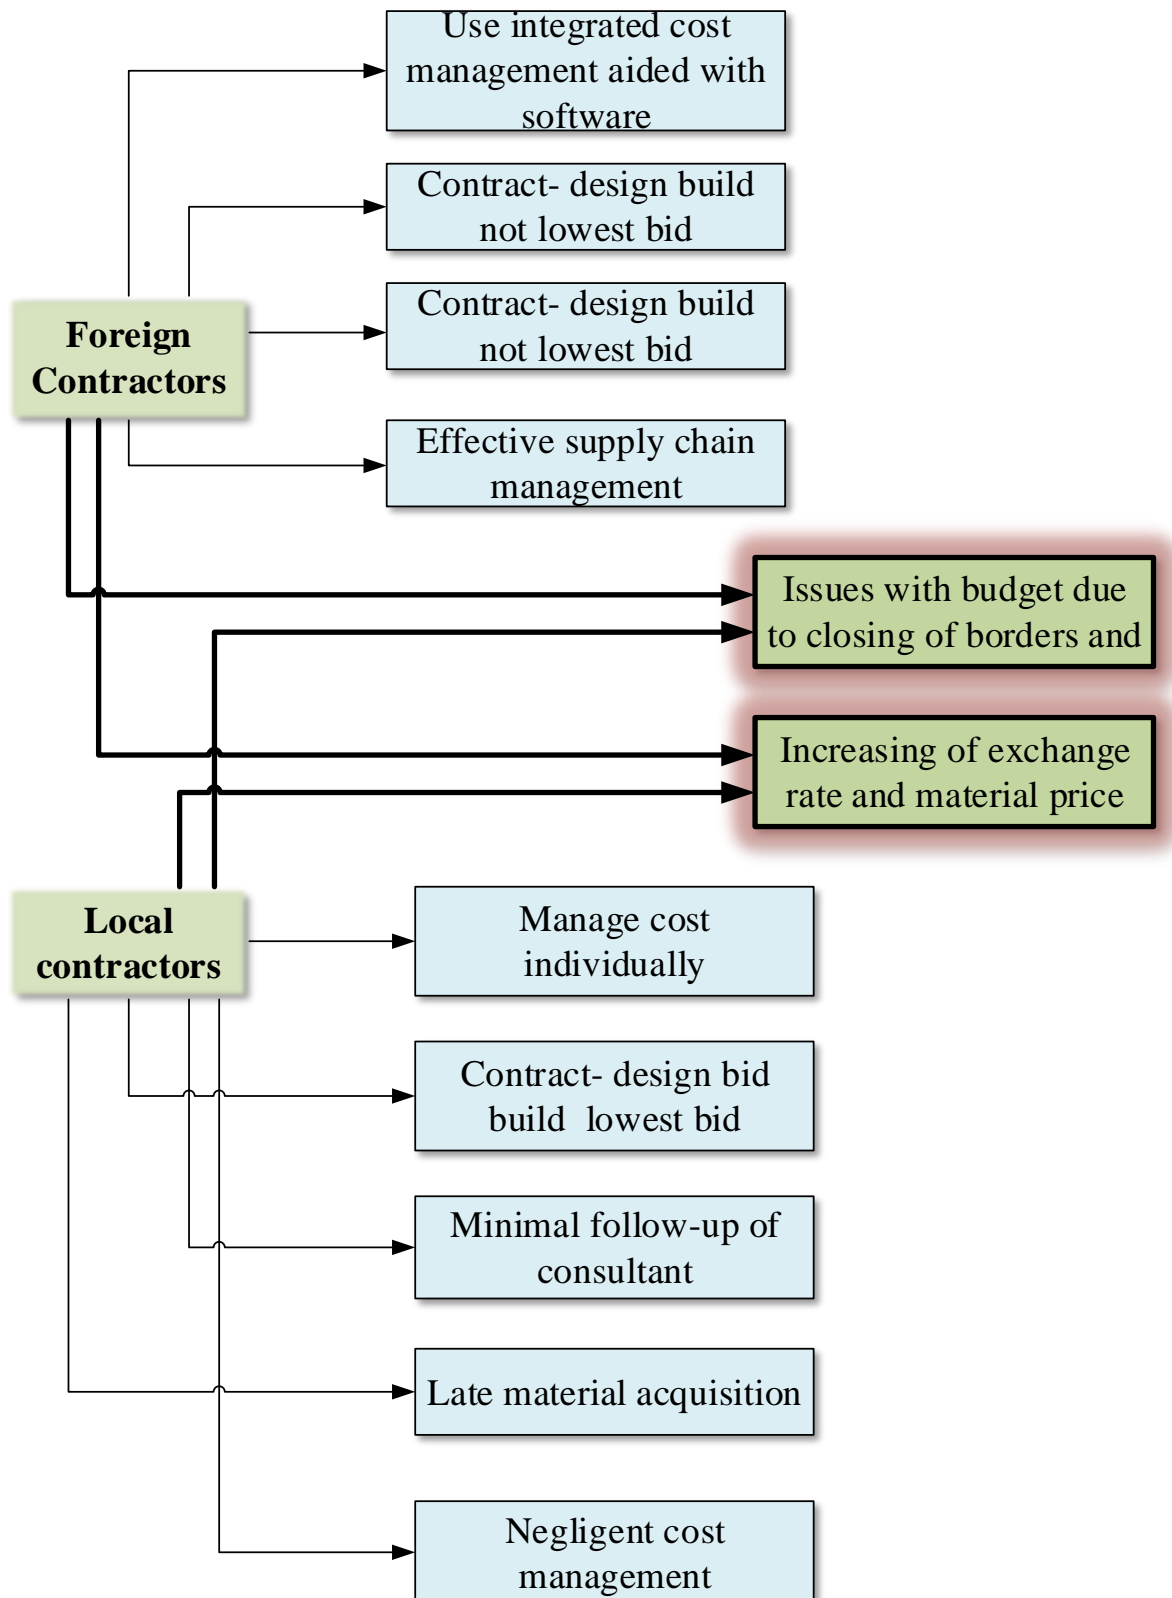 Use integrated cost
management aided with
software
Contract- design build
not lowest bid
Contract- design build
not lowest bid
Foreign
Contractors
Effective supply chain
management
Issues with budget due
to closing of borders and
Increasing of exchange
rate and material price
Local
contractors
Manage cost
individually
Contract- design bid
build  lowest bid
Minimal follow-up of
consultant
Late material acquisition
Negligent cost
management